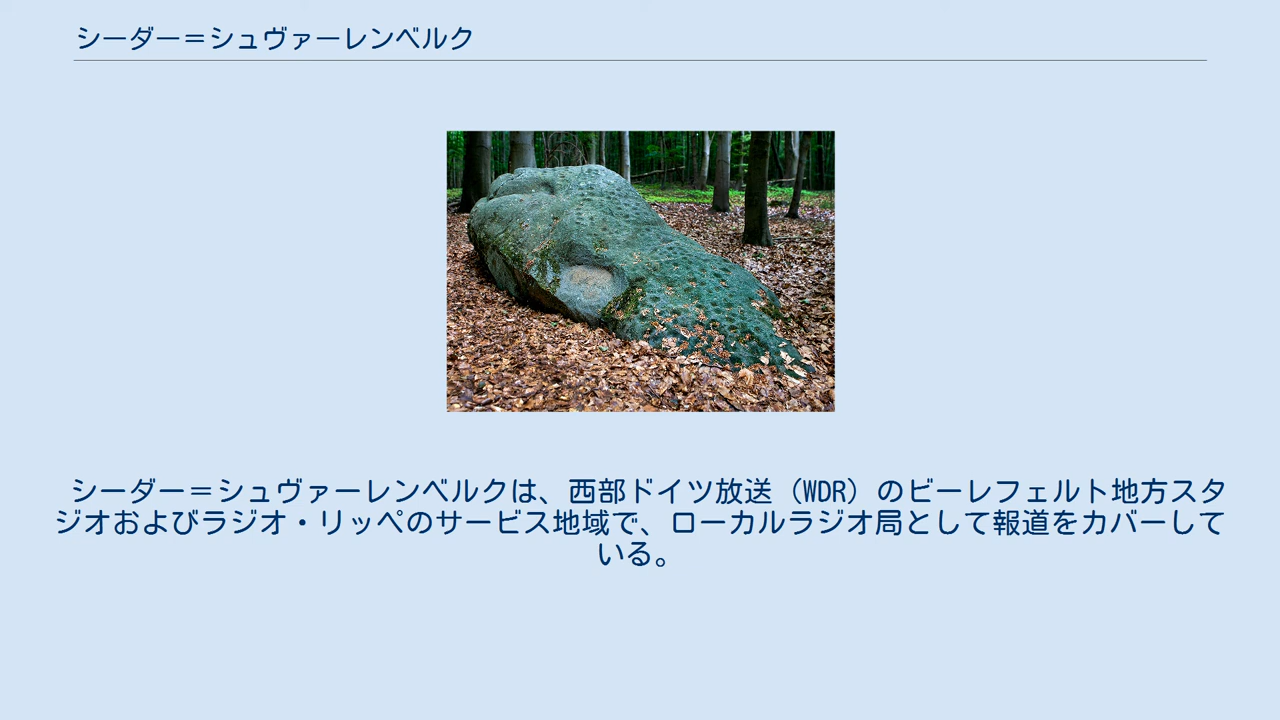 シーダー＝シュヴァーレンベルク
シーダー＝シュヴァーレンベルクは、西部ドイツ放送（WDR）のビーレフェルト地方スタ
ジオおよびラジオ・リッペのサービス地域で、ローカルラジオ局として報道をカバーして
いる。